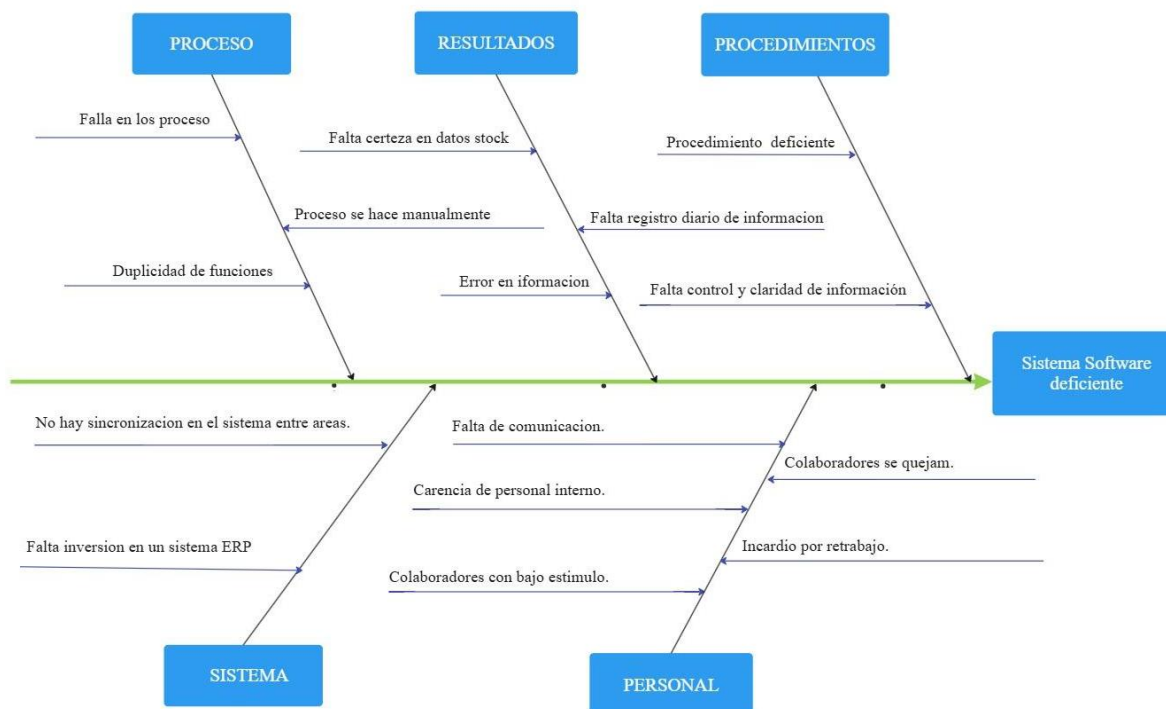 PROCESO
RESULTADOS
PROCEDIMIENTOS
Falla en los proceso
Falta certeza en datos stock
Procedimiento deficiente
Proceso se hace manualmente
Falta registro diario de informacion
Duplicidad de funciones
Error en iformacion
Falta control y claridad de información
Sistema Software
deficiente
No hay sincronizacion en el sistema entre areas.
Falta de comunicacion.
Colaboradores se quejam.
Carencia de personal interno.
Falta inversion en un sistema ERP
Incardio por retrabajo.
Colaboradores con bajo estimulo.
SISTEMA
PERSONAL